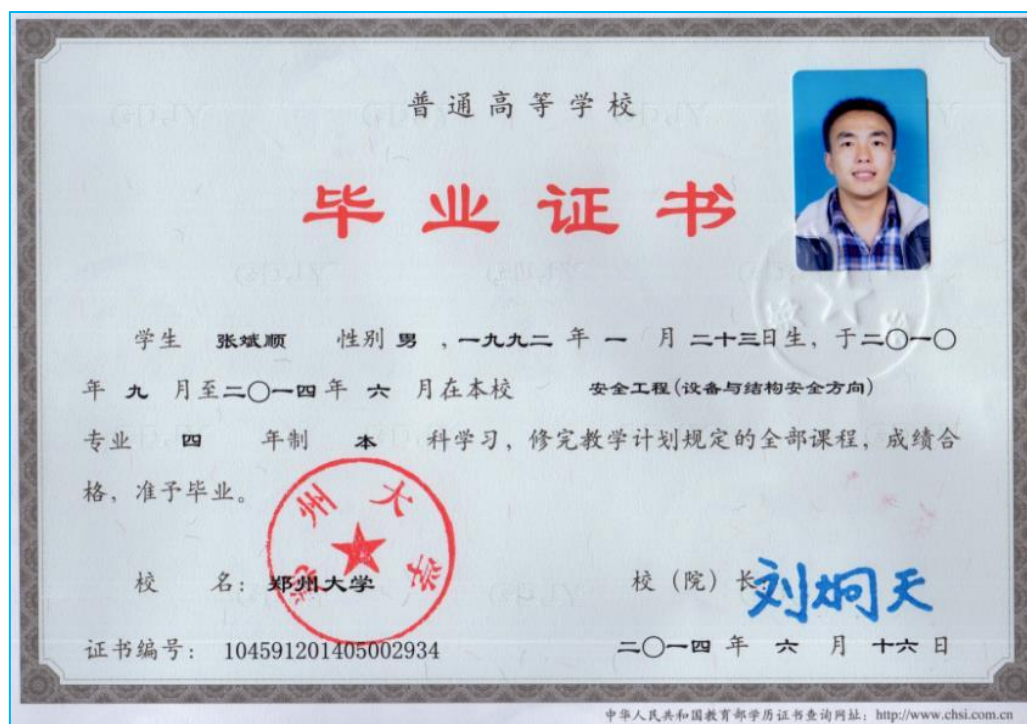 普通高等学校
毕业证书
学生 张斌顺 性别 男 ，一九九二 年 一 月 二十三日生，于二〇一〇
年 九 月至二〇一四年 六 月在本校 安全工程(设备与结构安全方向)
专业 四 年制 本 科学习，修完教学计划规定的全部课程，成绩合
格，准予毕业。
郑州大学
校 名：郑州大学
校（院）长：刘炯天
证书编号： 104591201405002934
二〇一四 年 六 月 十六 日
中华人民共和国教育部学历证书查询网址：http://www.chsi.com.cn